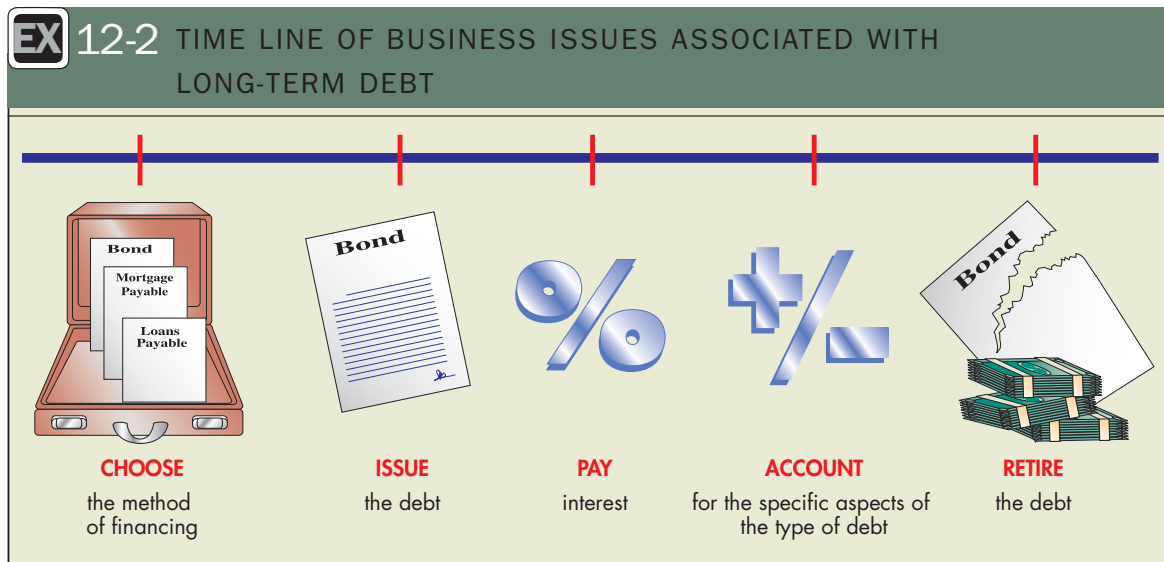 EX 12-2 TIME LINE OF BUSINESS ISSUES ASSOCIATED WITH
LONG-TERM DEBT
Bond
Mortgage
Payable
Loans
Payable
Bond
Bond
CHOOSE
the method
of financing
ISSUE
the debt
PAY
interest
ACCOUNT
for the specific aspects of
the type of debt
RETIRE
the debt